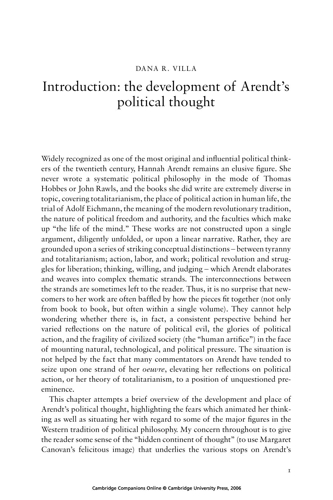 DANA R. VILLA
Introduction: the development of Arendt's
political thought
Widely recognized as one of the most original and influential political think-
ers of the twentieth century, Hannah Arendt remains an elusive figure. She
never wrote a systematic political philosophy in the mode of Thomas
Hobbes or John Rawls, and the books she did write are extremely diverse in
topic, covering totalitarianism, the place of political action in human life, the
trial of Adolf Eichmann, the meaning of the modern revolutionary tradition,
the nature of political freedom and authority, and the faculties which make
up "the life of the mind." These works are not constructed upon a single
argument, diligently unfolded, or upon a linear narrative. Rather, they are
grounded upon a series of striking conceptual distinctions – between tyranny
and totalitarianism; action, labor, and work; political revolution and strug-
gles for liberation; thinking, willing, and judging – which Arendt elaborates
and weaves into complex thematic strands. The interconnections between
the strands are sometimes left to the reader. Thus, it is no surprise that new-
comers to her work are often baffled by how the pieces fit together (not only
from book to book, but often within a single volume). They cannot help
wondering whether there is, in fact, a consistent perspective behind her
varied reflections on the nature of political evil, the glories of political
action, and the fragility of civilized society (the "human artifice") in the face
of mounting natural, technological, and political pressure. The situation is
not helped by the fact that many commentators on Arendt have tended to
seize upon one strand of her oeuvre, elevating her reflections on political
action, or her theory of totalitarianism, to a position of unquestioned pre-
eminence.
This chapter attempts a brief overview of the development and place of
Arendt's political thought, highlighting the fears which animated her think-
ing as well as situating her with regard to some of the major figures in the
Western tradition of political philosophy. My concern throughout is to give
the reader some sense of the "hidden continent of thought" (to use Margaret
Canovan's felicitous image) that underlies the various stops on Arendt's
1
Cambridge Companions Online © Cambridge University Press, 2006